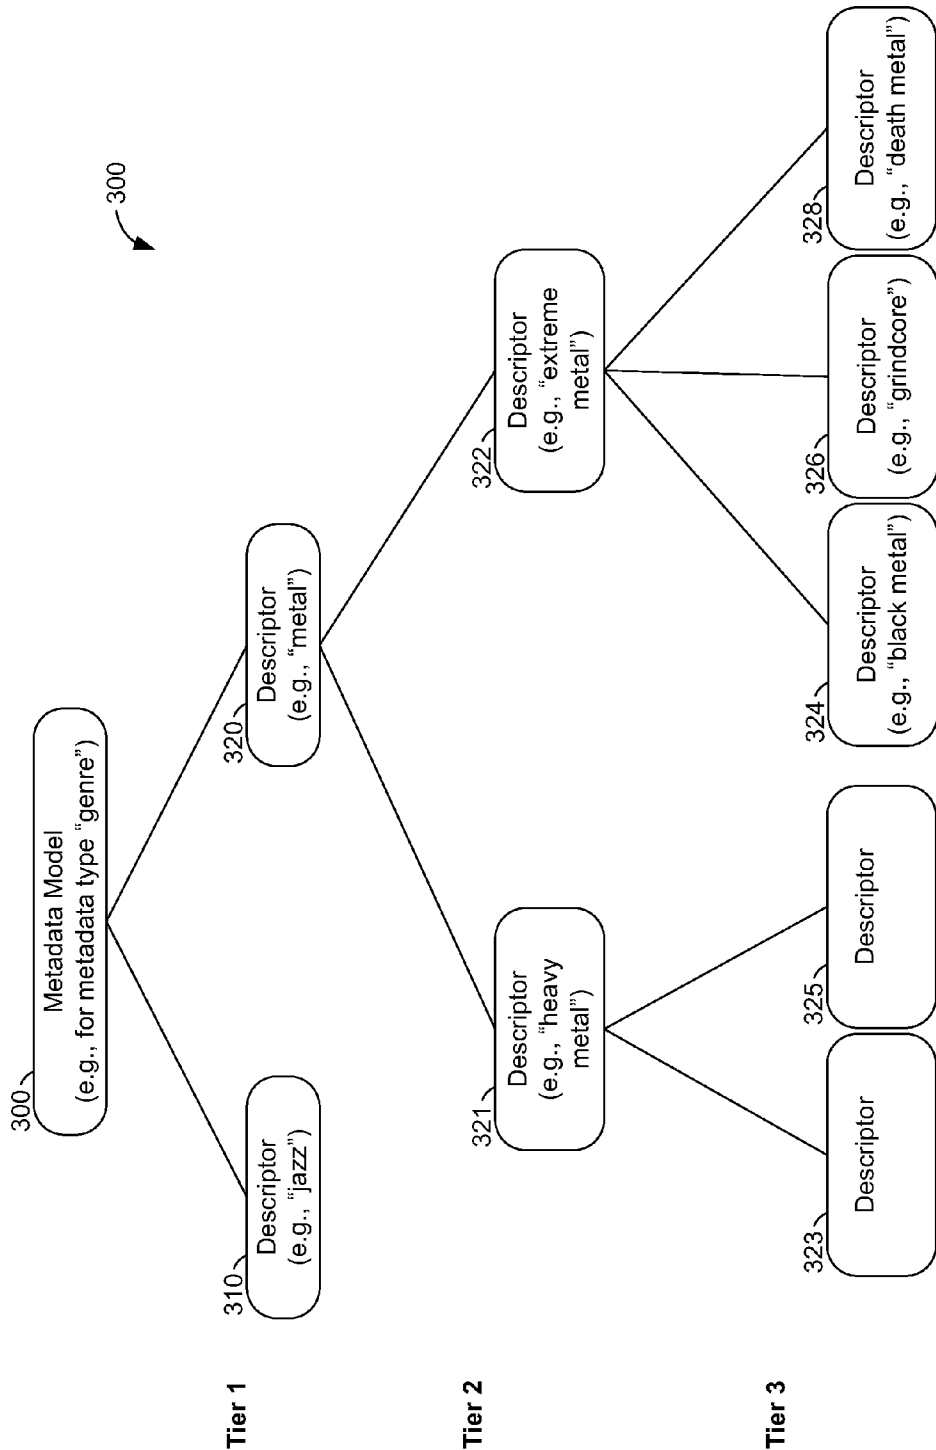 300
300
Metadata Model
(e.g., for metadata type “genre”)
Tier 1
310
Descriptor
(e.g., “jazz”)
320
Descriptor
(e.g., “metal”)
Tier 2
321
Descriptor
(e.g., “heavy
metal”)
322
Descriptor
(e.g., “extreme
metal”)
Tier 3
323
Descriptor
325
Descriptor
324
Descriptor
(e.g., “black metal”)
326
Descriptor
(e.g., “grindcore”)
328
Descriptor
(e.g., “death metal”)